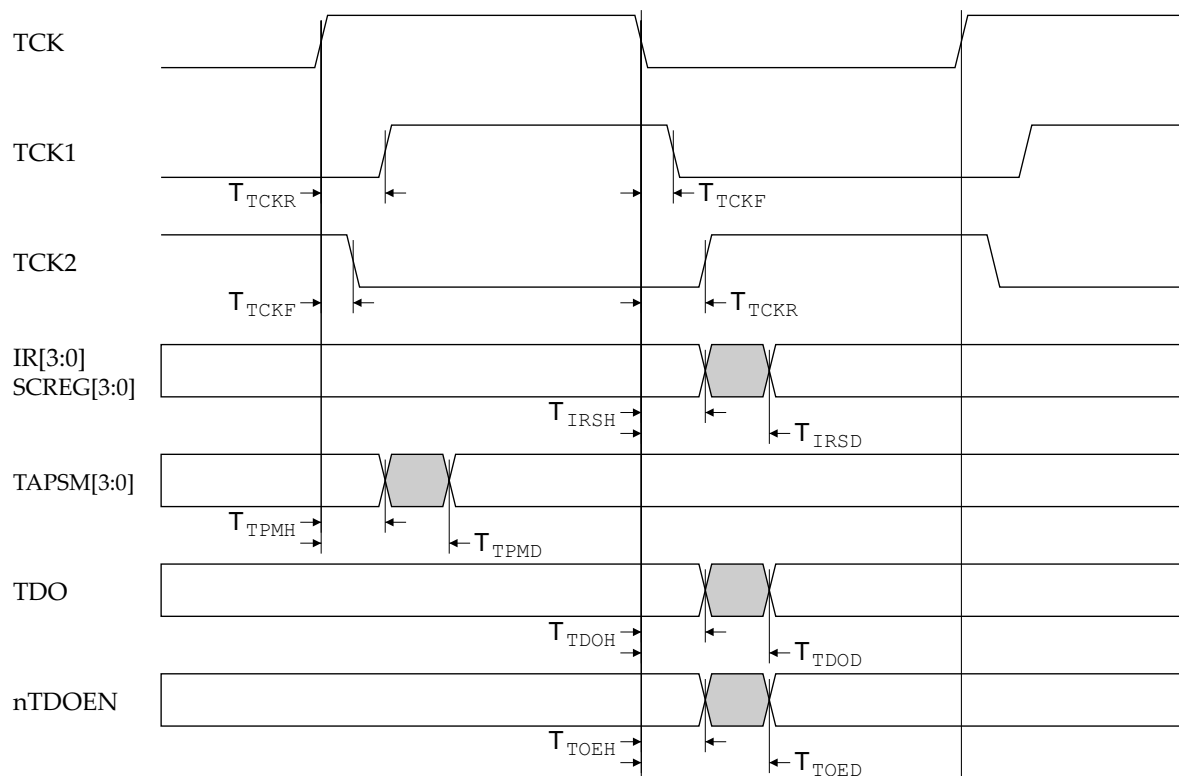 TCK
TCK1
TTCKR
TTCKF
TCK2
TTCKF
TTCKR
IR[3:0]
SCREG[3:0]
TIRSH
TIRSD
TAPSM[3:0]
TTPMH
TTPMD
TDO
TTDOH
TTDOD
nTDOEN
TTOEH
TTOED